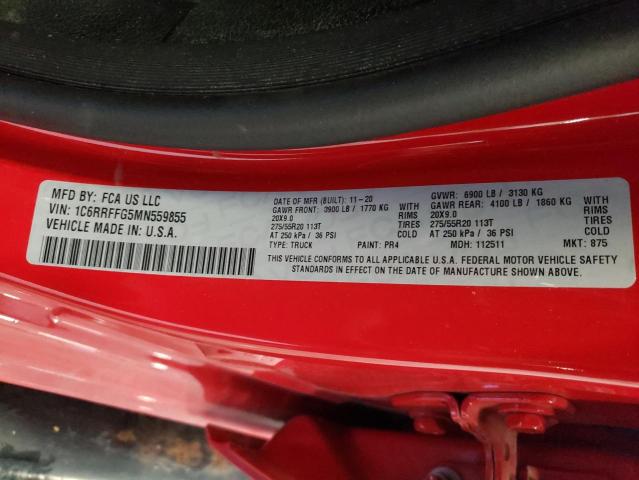 MFD BY: FCA US LLC
VIN: 1C6RRFFG5MN559855
VEHICLE MADE IN: U.S.A.
DATE OF MFR (BUILT): 11-20
GAWR FRONT: 3900 LB / 1770 KG WITH
20X9.0 RIMS
275/55R20 113T TIRES
AT 250 kPa / 36 PSI COLD
TYPE: TRUCK PAINT: PR4
GVWR: 6900 LB / 3130 KG
GAWR REAR: 4100 LB / 1860 KG WITH
20X9.0 RIMS
275/55R20 113T TIRES
AT 250 kPa / 36 PSI COLD
MDH: 112511 MKT: 875
THIS VEHICLE CONFORMS TO ALL APPLICABLE U.S.A. FEDERAL MOTOR VEHICLE SAFETY
STANDARDS IN EFFECT ON THE DATE OF MANUFACTURE SHOWN ABOVE.